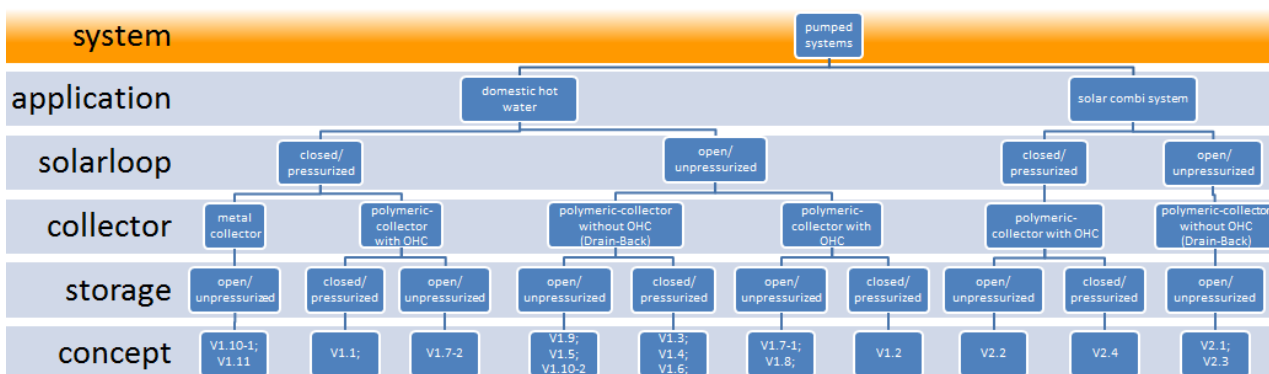 system
pumped
systems
application
domestic hot
water
solar combi system
solarloop
closed/
pressurized
open/
unpressurized
closed/
pressurized
open/
unpressurized
collector
metal
collector
polymeric-
collector
with OHC
polymeric-collector
without OHC
(Drain-Back)
polymeric-
collector with
OHC
polymeric-
collector with OHC
polymeric-collector
without OHC
(Drain-Back)
storage
open/
unpressurized
closed/
pressurized
open/
unpressurized
open/
unpressurized
closed/
pressurized
open/
unpressurized
closed/
pressurized
open/
unpressurized
closed/
pressurized
open/
unpressurized
concept
V1.10-1;
V1.11
V1.1;
V1.7-2
V1.9;
V1.5;
V1.10-2
V1.3;
V1.4;
V1.6;
V1.7-1;
V1.8;
V1.2
V2.2
V2.4
V2.1;
V2.3